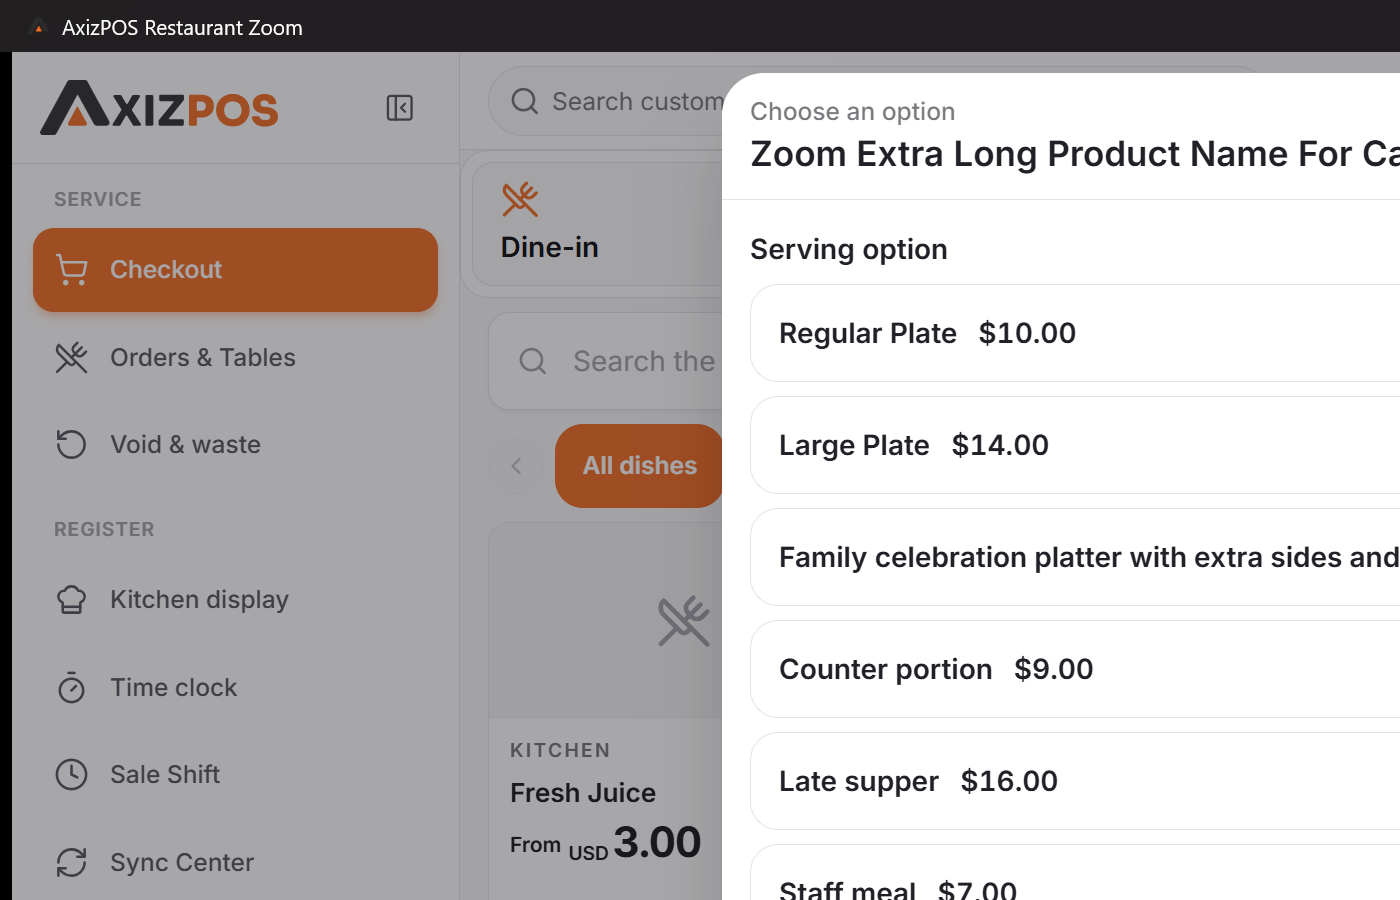 AxizPOS Restaurant Zoom
AXIZPOS
SERVICE
Checkout
Orders & Tables
Void & waste
REGISTER
Kitchen display
Time clock
Sale Shift
Sync Center
Search custom
Dine-in
Search the
All dishes
KITCHEN
Fresh Juice
From USD 3.00
Choose an option
Zoom Extra Long Product Name For Ca
Serving option
Regular Plate $10.00
Large Plate $14.00
Family celebration platter with extra sides and
Counter portion $9.00
Late supper $16.00
Staff meal $7.00